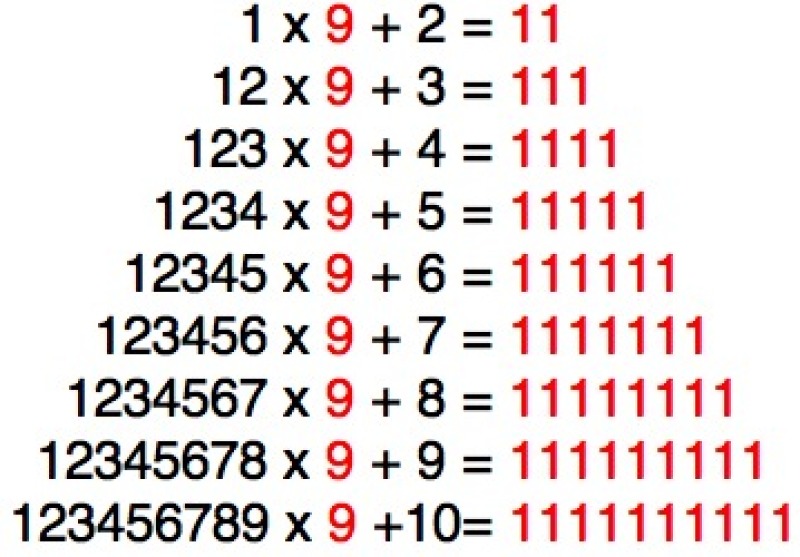 1 x 9 + 2 = 11
12 x 9 + 3 = 111
123 x 9 + 4 = 1111
1234 x 9 + 5 = 11111
12345 x 9 + 6 = 111111
123456 x 9 + 7 = 1111111
1234567 x 9 + 8 = 11111111
12345678 x 9 + 9 = 111111111
123456789 x 9 +10= 1111111111